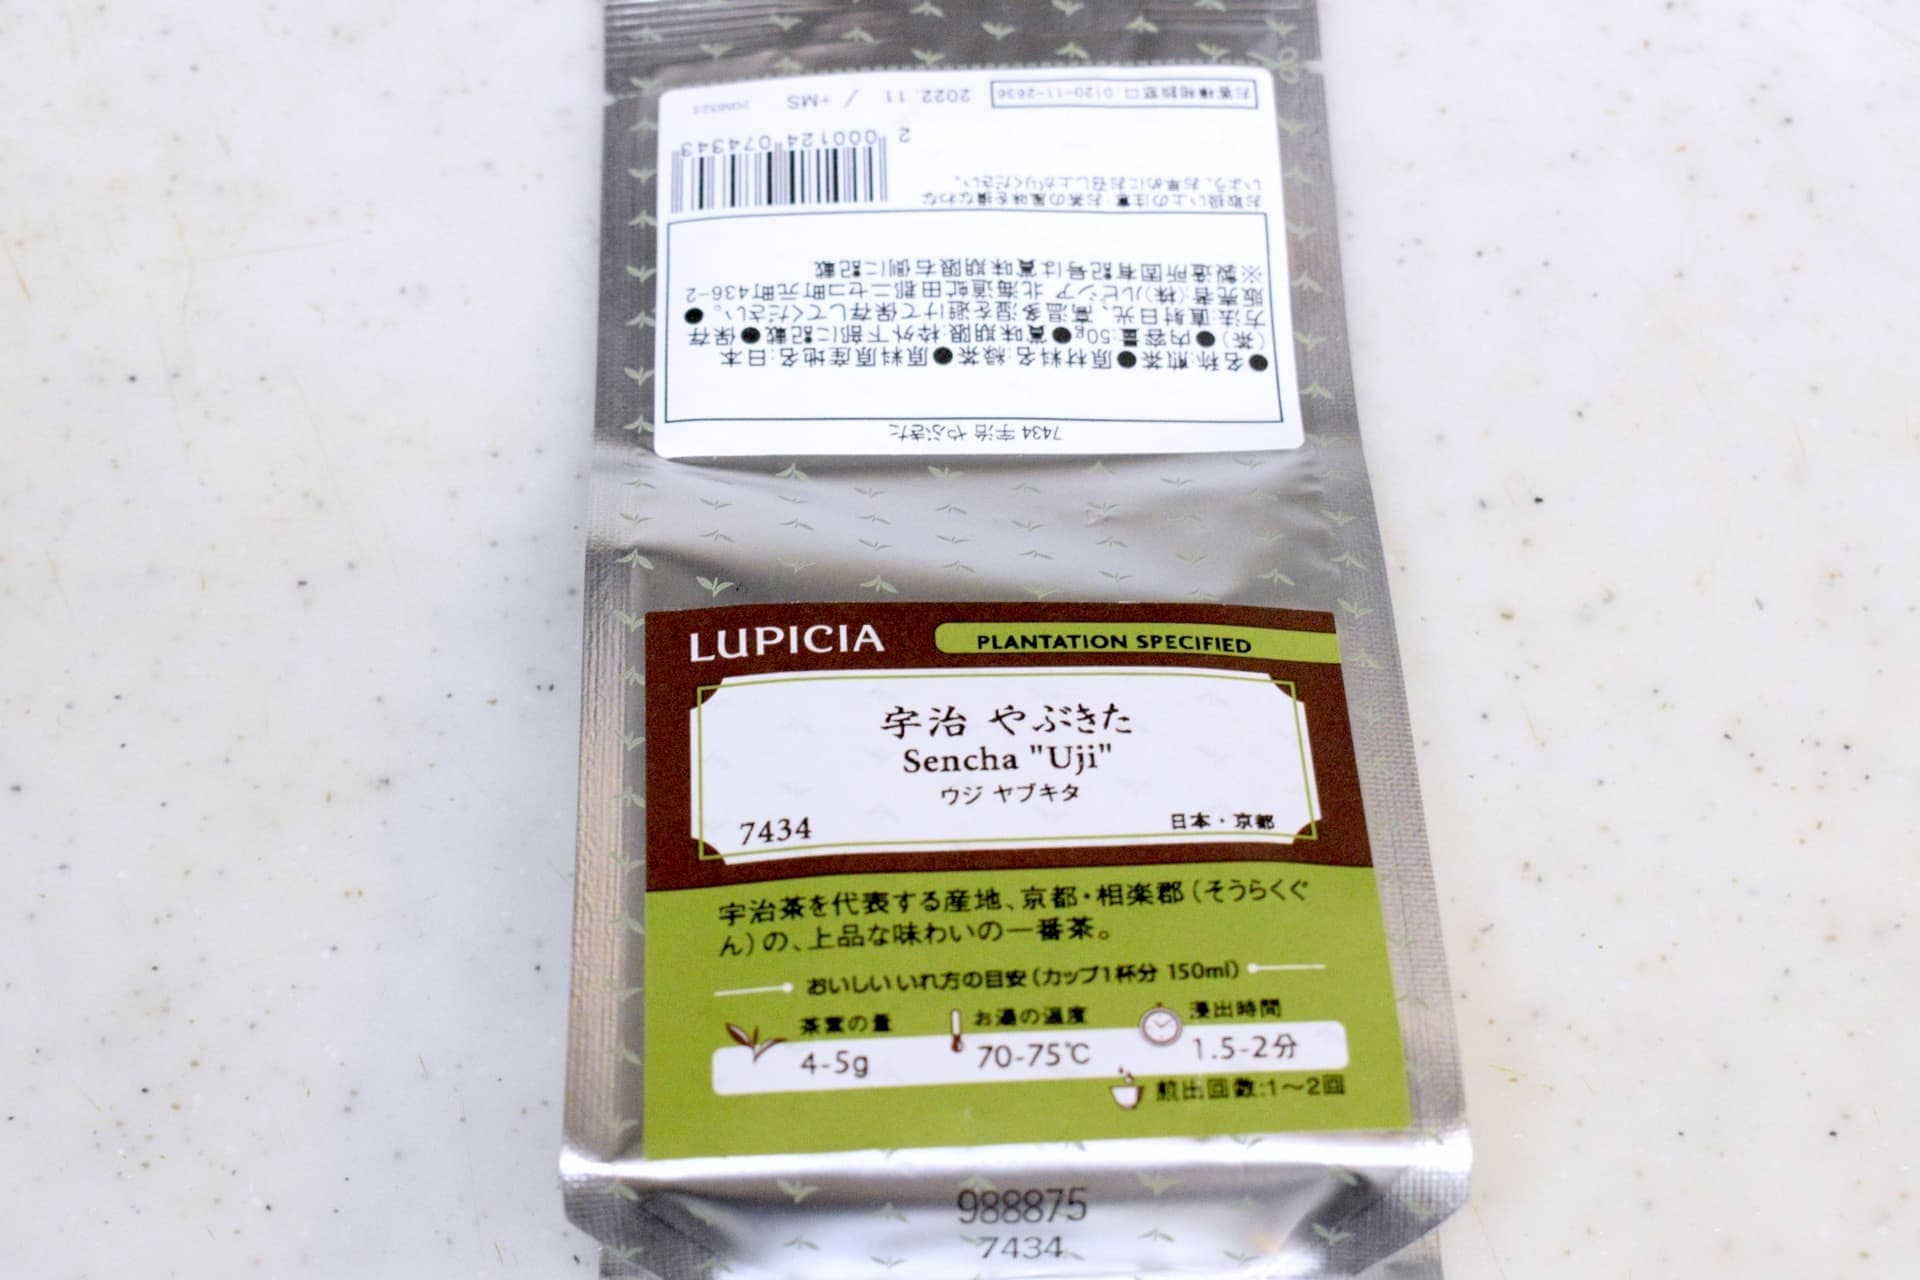 7434 宇治 やぶきた
●名称:煎茶●原材料名:緑茶●原料原産地名:日本
(茶)●内容量:50g●賞味期限:枠外下部に記載●保存
方法:直射日光、高温多湿を避けて保存してください。●
販売者:(株)ルピシア 北海道虻田郡ニセコ町元町436-2
※製造所固有記号は賞味期限右側に記載
お取扱い上の注意 お茶の風味を損なわな
いよう、お早めにお召し上がりください。
2 000124 074343
お客様相談窓口 0120-11-2636
2022.11 / +MS
LUPICIA
PLANTATION SPECIFIED
宇治 やぶきた
Sencha "Uji"
ウジ ヤブキタ
7434
日本・京都
宇治茶を代表する産地、京都・相楽郡(そうらくぐ
ん)の、上品な味わいの一番茶。
おいしいいれ方の目安(カップ1杯分 150ml)
茶葉の量
お湯の温度
浸出時間
4-5g
70-75℃
1.5-2分
煎出回数:1〜2回
988875
7434